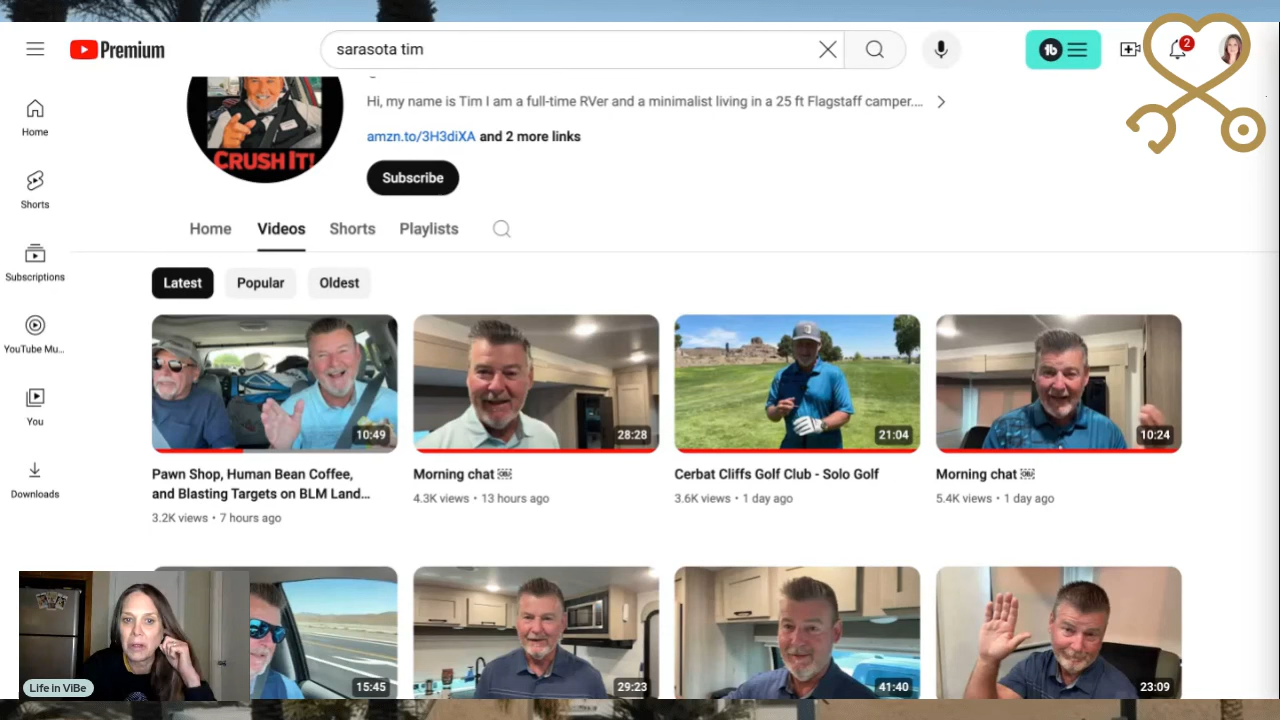 Premium
sarasota tim
2
CRUSH IT!
Hi, my name is Tim I am a full-time RVer and a minimalist living in a 25 ft Flagstaff camper....
amzn.to/3H3diXA and 2 more links
Subscribe
Home
Shorts
Subscriptions
YouTube Mu...
You
Downloads
Home Videos Shorts Playlists
Latest Popular Oldest
10:49
28:28
21:04
10:24
Pawn Shop, Human Bean Coffee,
and Blasting Targets on BLM Land...
3.2K views • 7 hours ago
Morning chat
4.3K views • 13 hours ago
Cerbat Cliffs Golf Club - Solo Golf
3.6K views • 1 day ago
Morning chat
5.4K views • 1 day ago
15:45
29:23
41:40
23:09
Life in ViBe